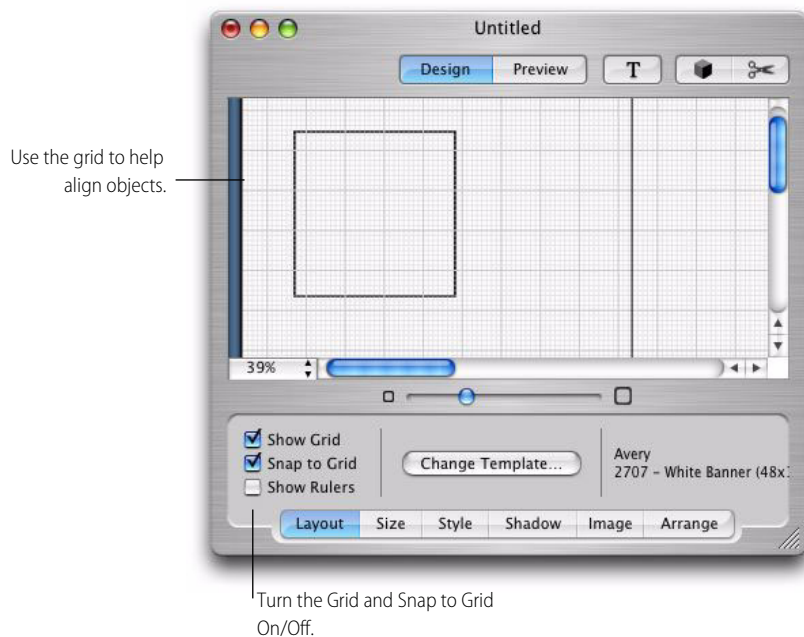 Untitled
Design Preview T
Use the grid to help
align objects.
39%
Show Grid
Snap to Grid
Show Rulers
Change Template...
Avery
2707 - White Banner (48x
Layout Size Style Shadow Image Arrange
Turn the Grid and Snap to Grid
On/Off.